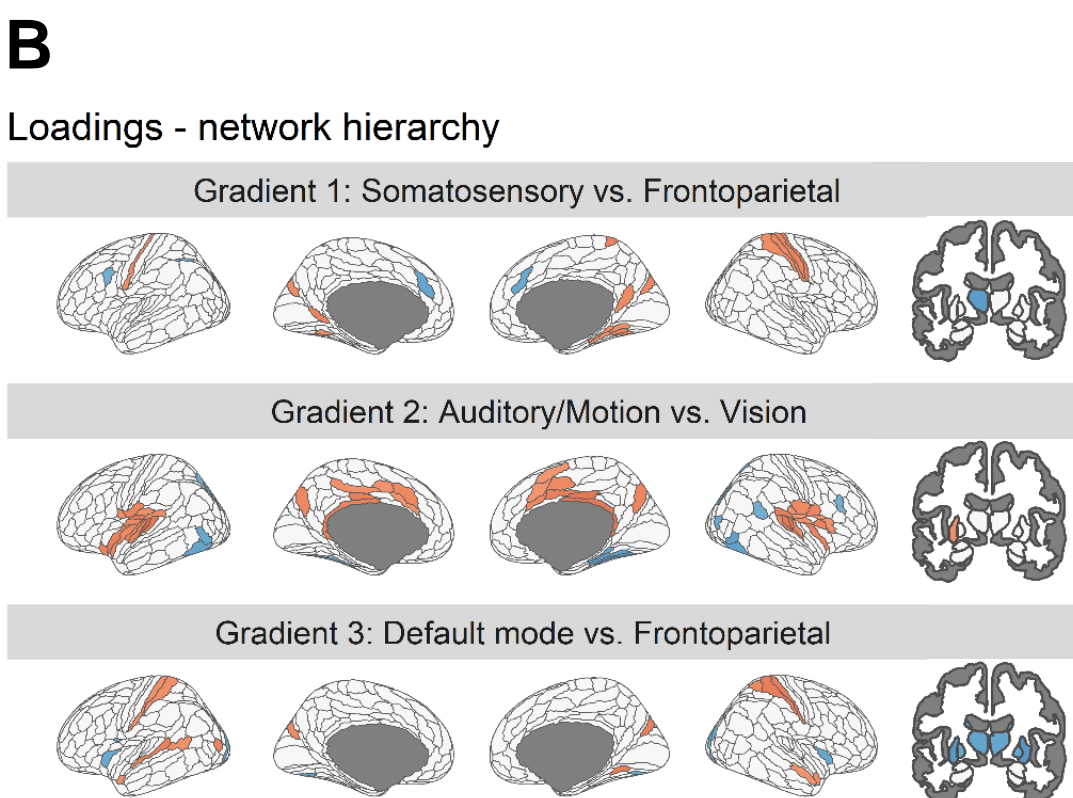 B
Loadings - network hierarchy
Gradient 1: Somatosensory vs. Frontoparietal
Gradient 2: Auditory/Motion vs. Vision
Gradient 3: Default mode vs. Frontoparietal